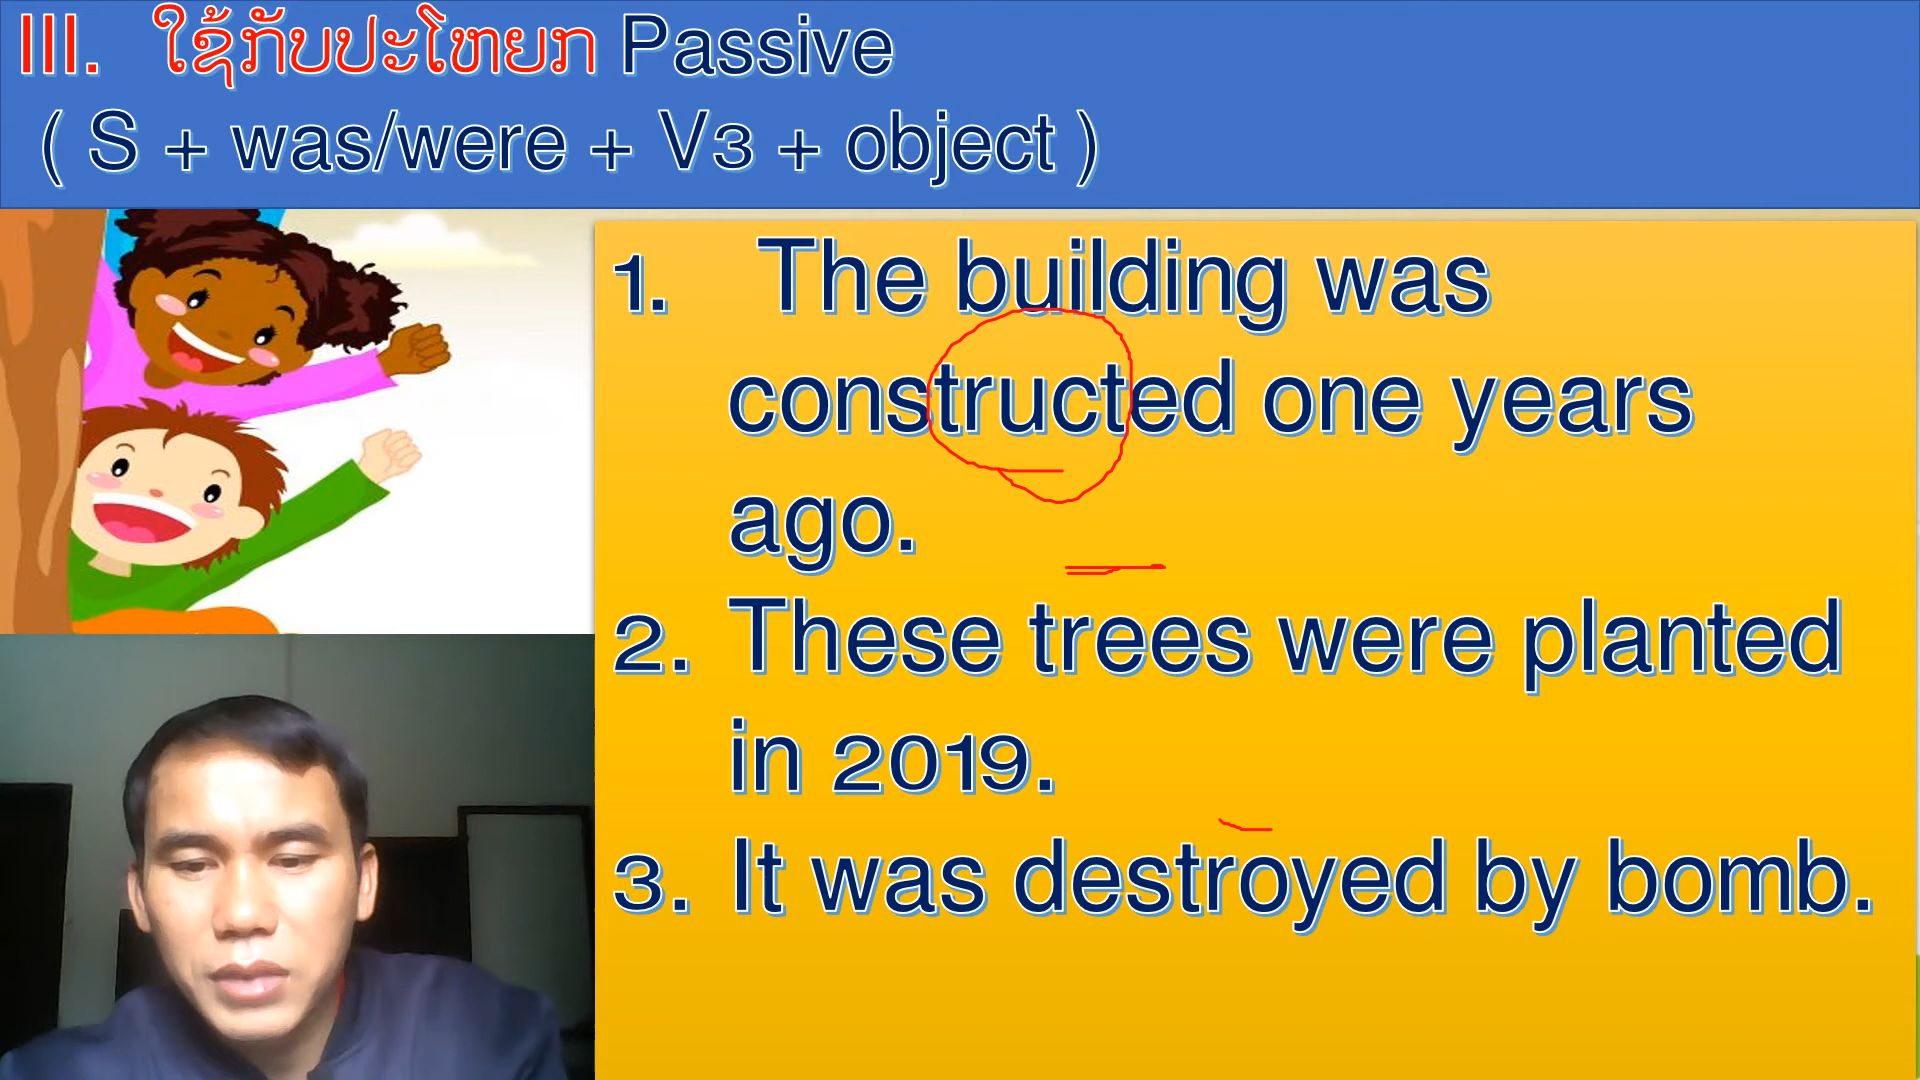 III. ໃຊ້ກັບປະໂຫຍກ Passive
( S + was/were + V3 + object )
1. The building was
constructed one years
ago.
2. These trees were planted
in 2019.
3. It was destroyed by bomb.